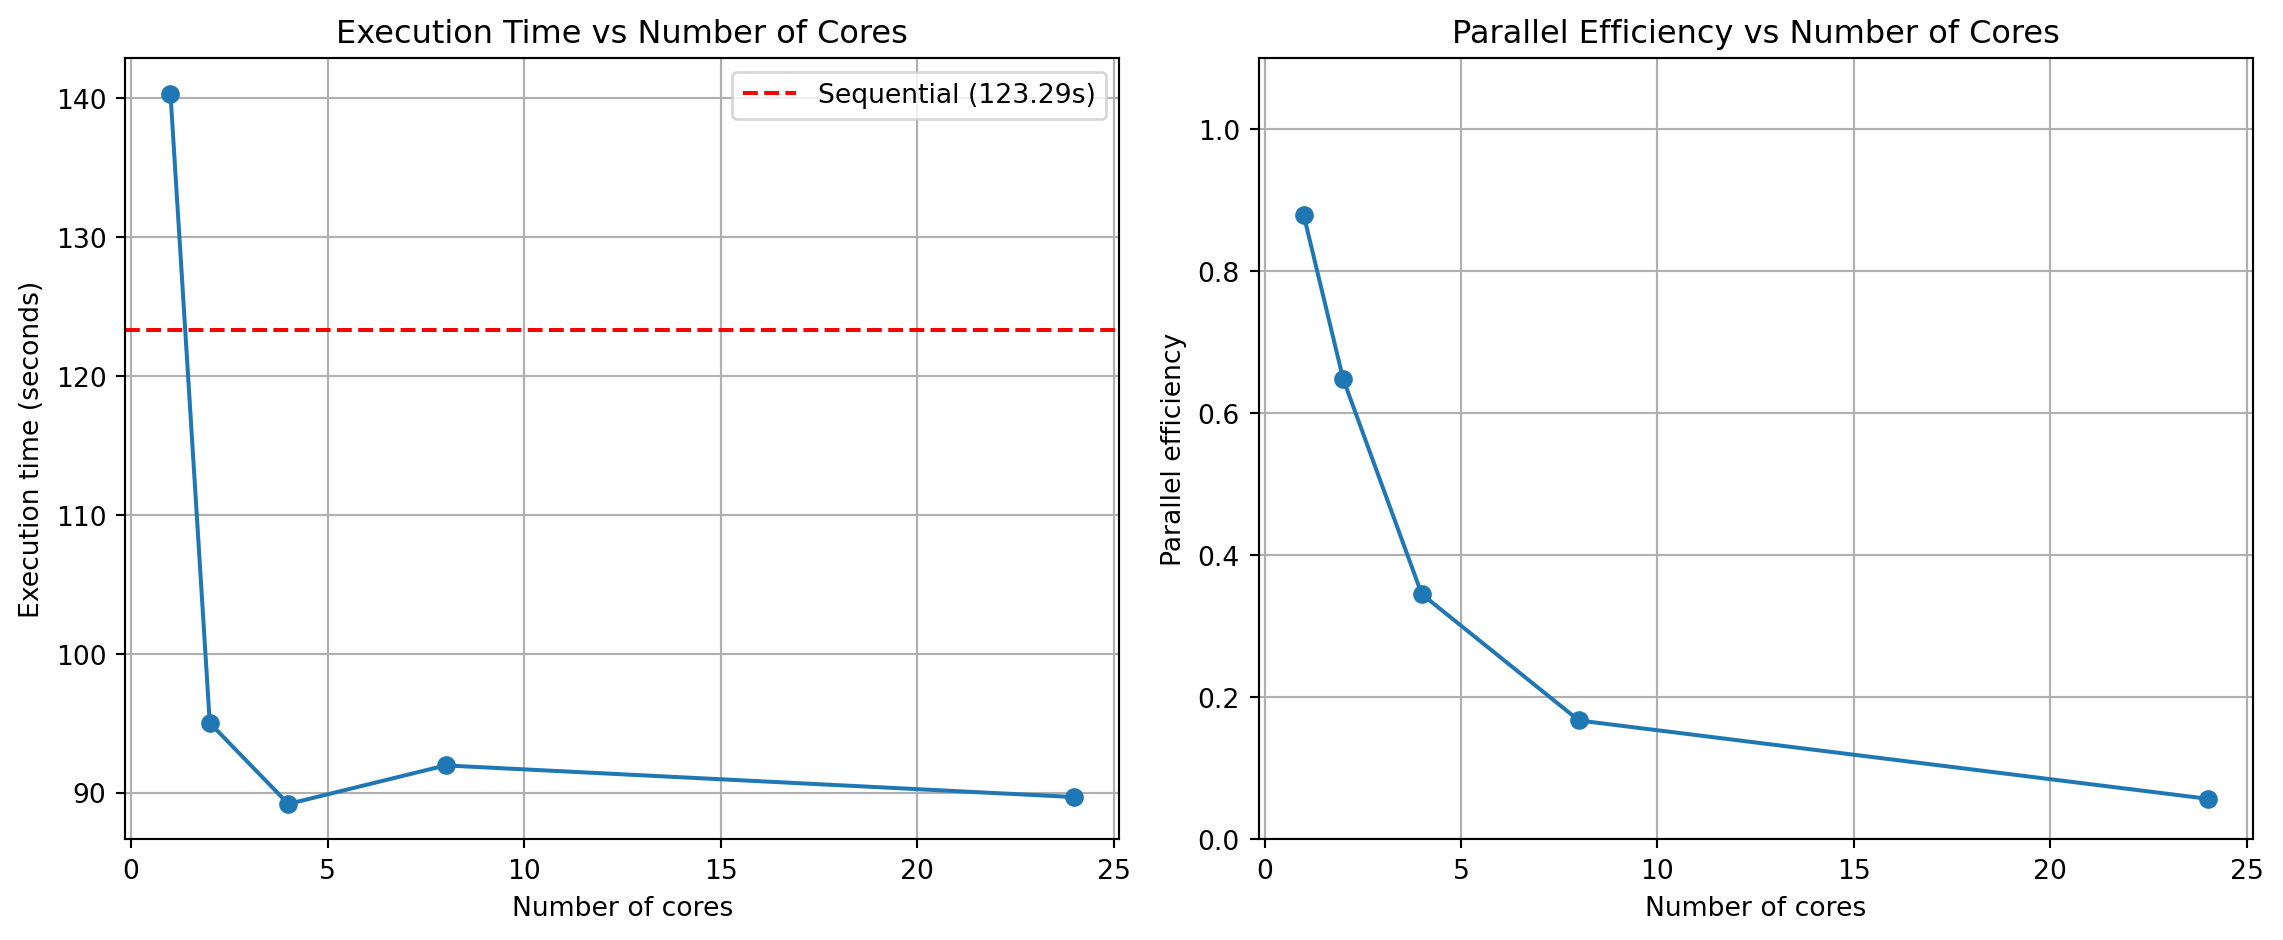 Execution Time vs Number of Cores
Sequential (123.29s)
140
130
120
110
100
90
Execution time (seconds)
0 5 10 15 20 25
Number of cores
Parallel Efficiency vs Number of Cores
1.0
0.8
0.6
0.4
0.2
0.0
Parallel efficiency
0 5 10 15 20 25
Number of cores